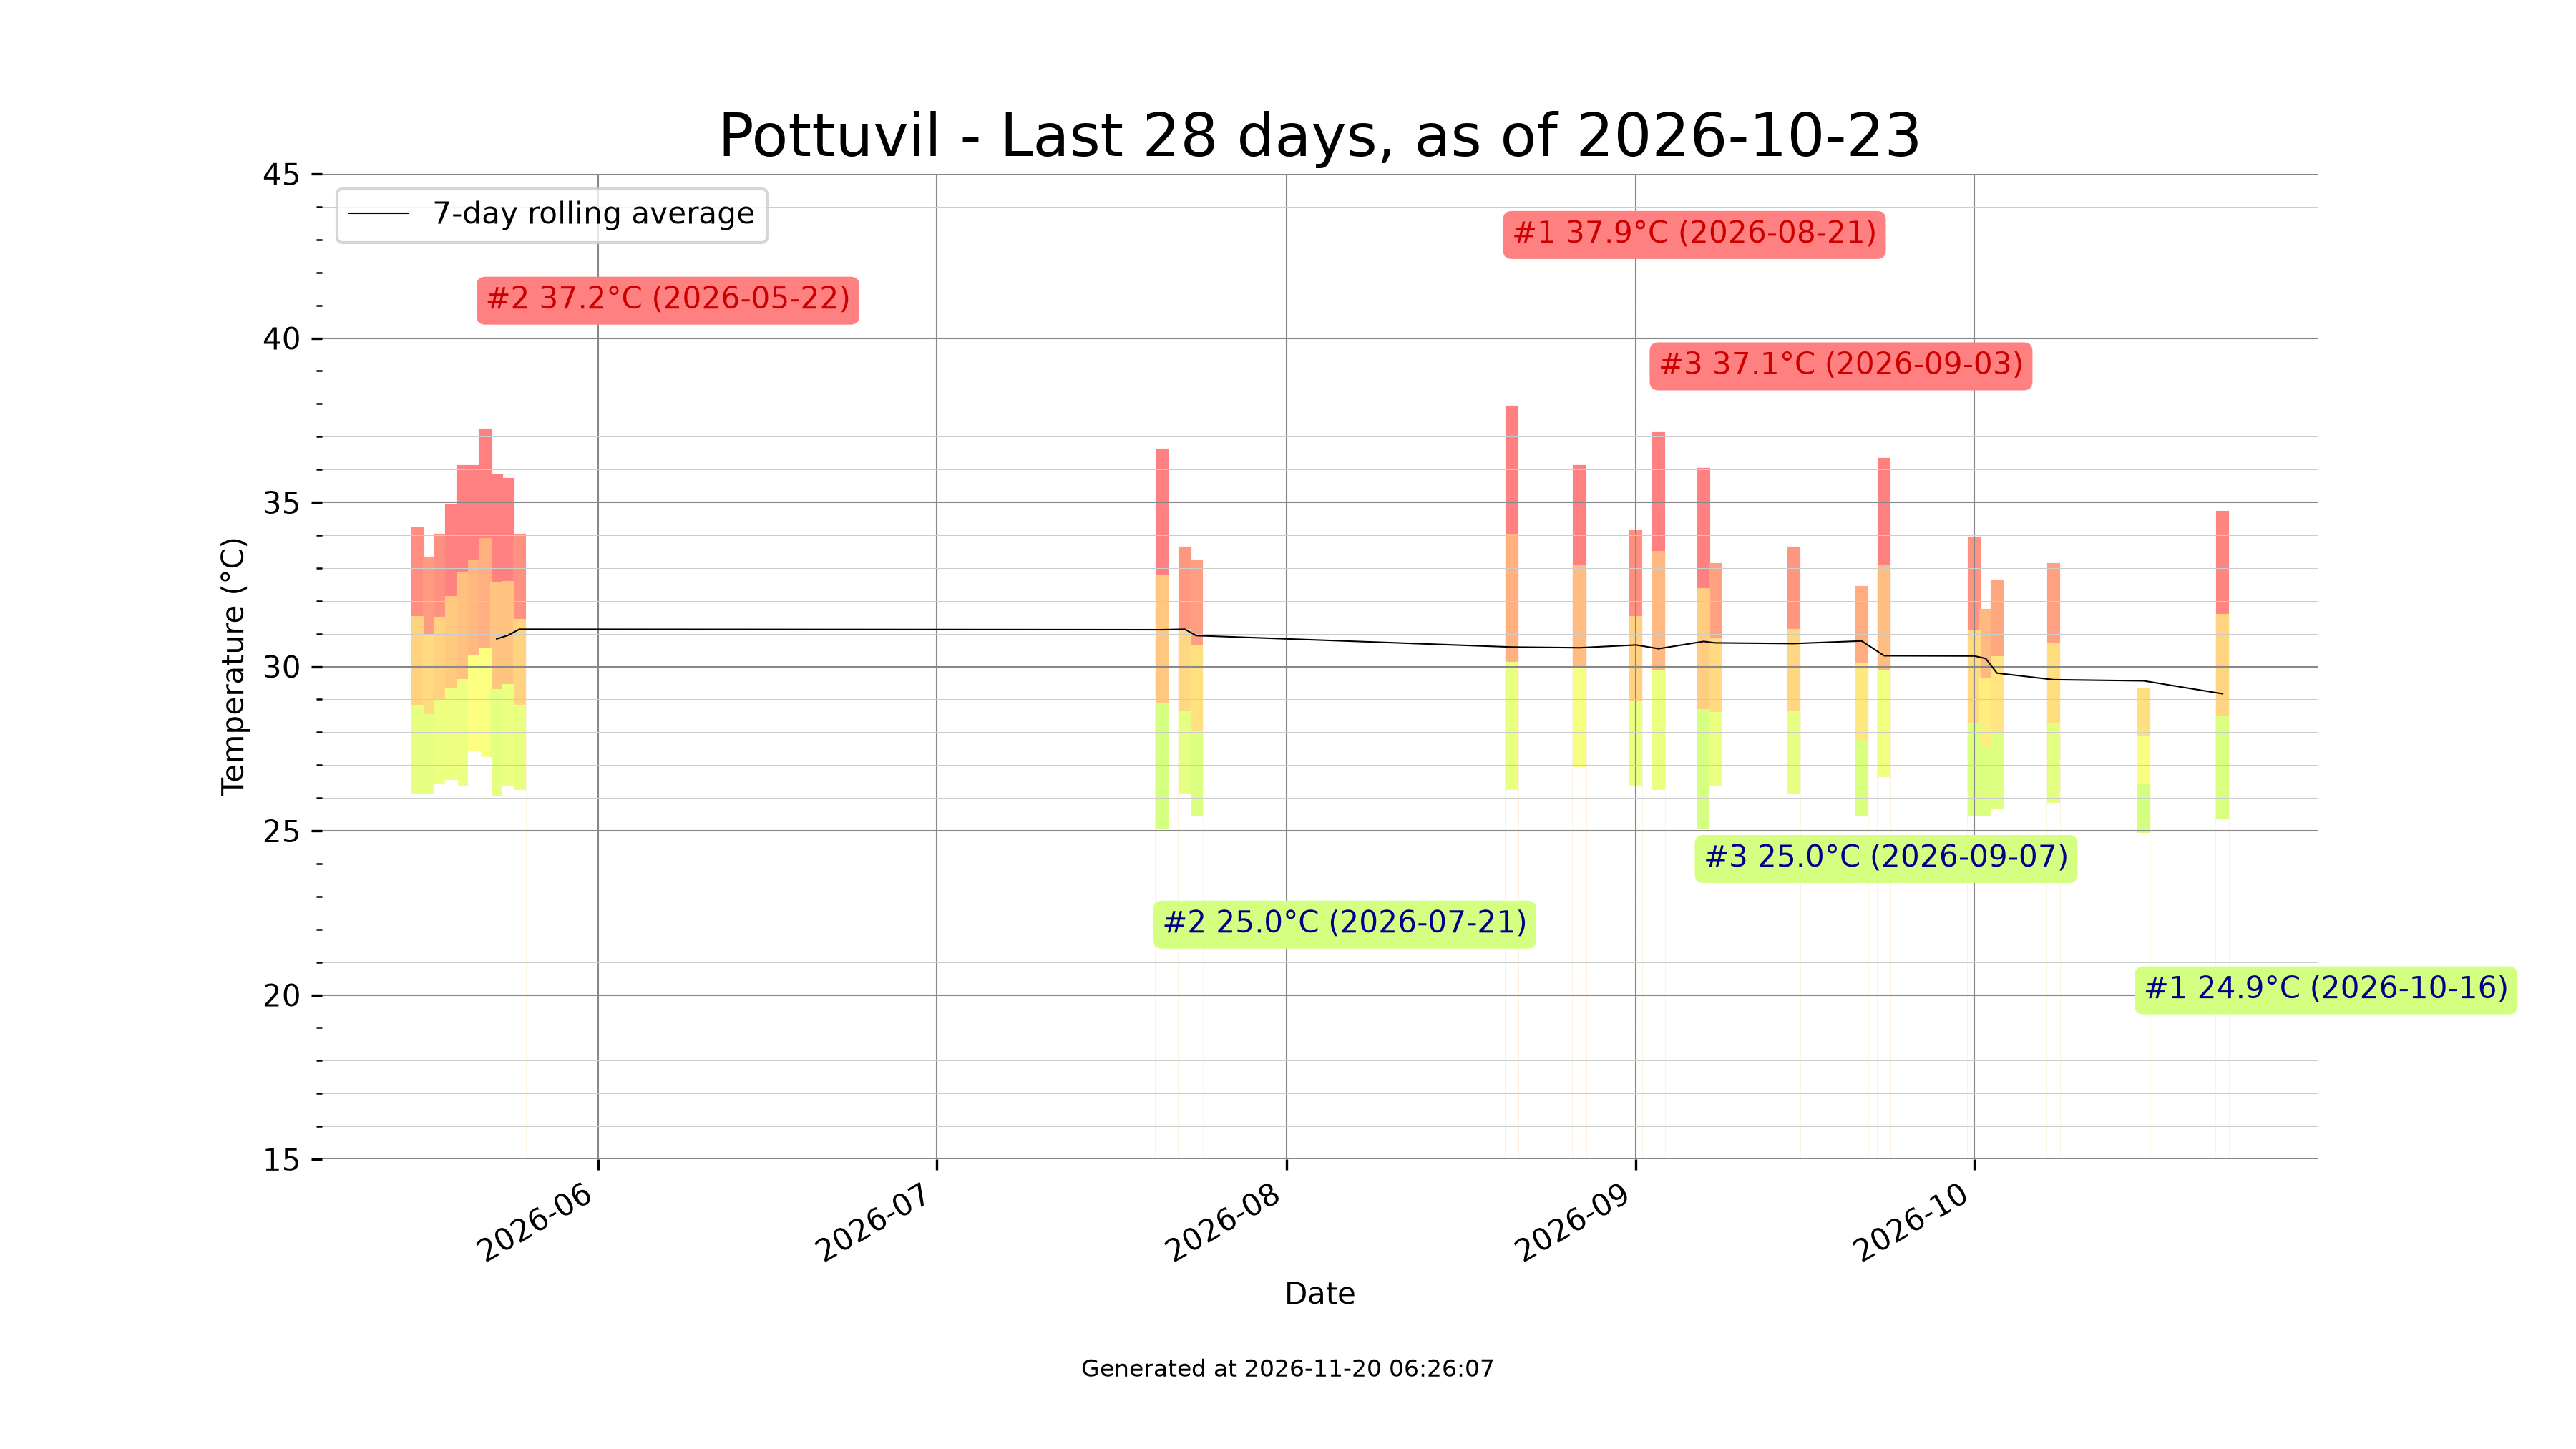 Pottuvil - Last 28 days, as of 2026-10-23
7-day rolling average
#1 37.9°C (2026-08-21)
#2 37.2°C (2026-05-22)
#3 37.1°C (2026-09-03)
#3 25.0°C (2026-09-07)
#2 25.0°C (2026-07-21)
#1 24.9°C (2026-10-16)
Temperature (°C)
45
40
35
30
25
20
15
2026-06
2026-07
2026-08
2026-09
2026-10
Date
Generated at 2026-11-20 06:26:07